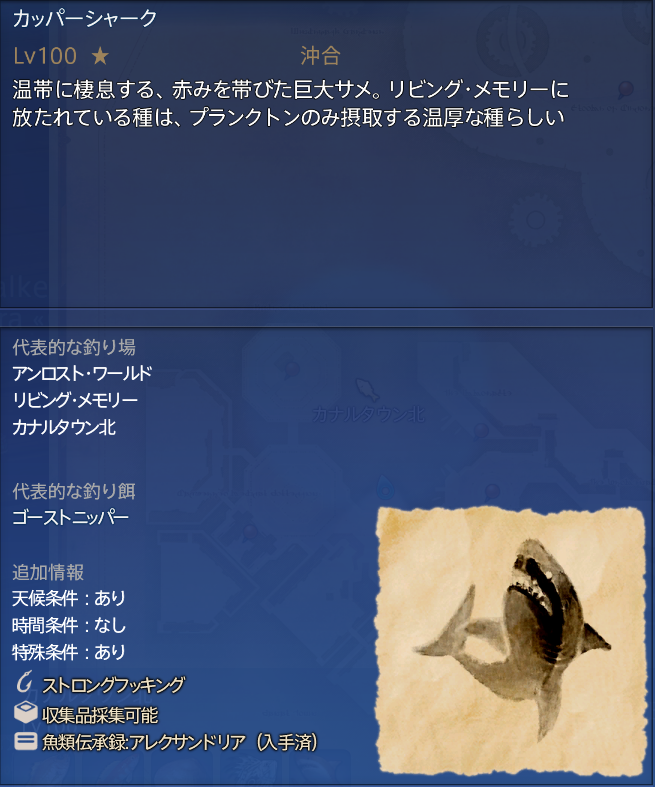 カッパーシャーク
Lv100 ★ 沖合
温帯に棲息する、赤みを帯びた巨大サメ。リビング・メモリーに
放たれている種は、プランクトンのみ摂取する温厚な種らしい
代表的な釣り場
アンロスト・ワールド
リビング・メモリー
カナルタウン北
カナルタウン北
代表的な釣り餌
ゴーストニッパー
追加情報
天候条件：あり
時間条件：なし
特殊条件：あり
ストロングフッキング
収集品採集可能
魚類伝承録:アレクサンドリア（入手済）